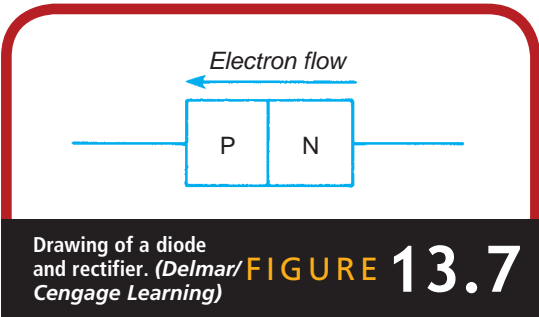 Electron flow
P N
Drawing of a diode
and rectifier. (Delmar/
Cengage Learning)
FIGURE 13.7